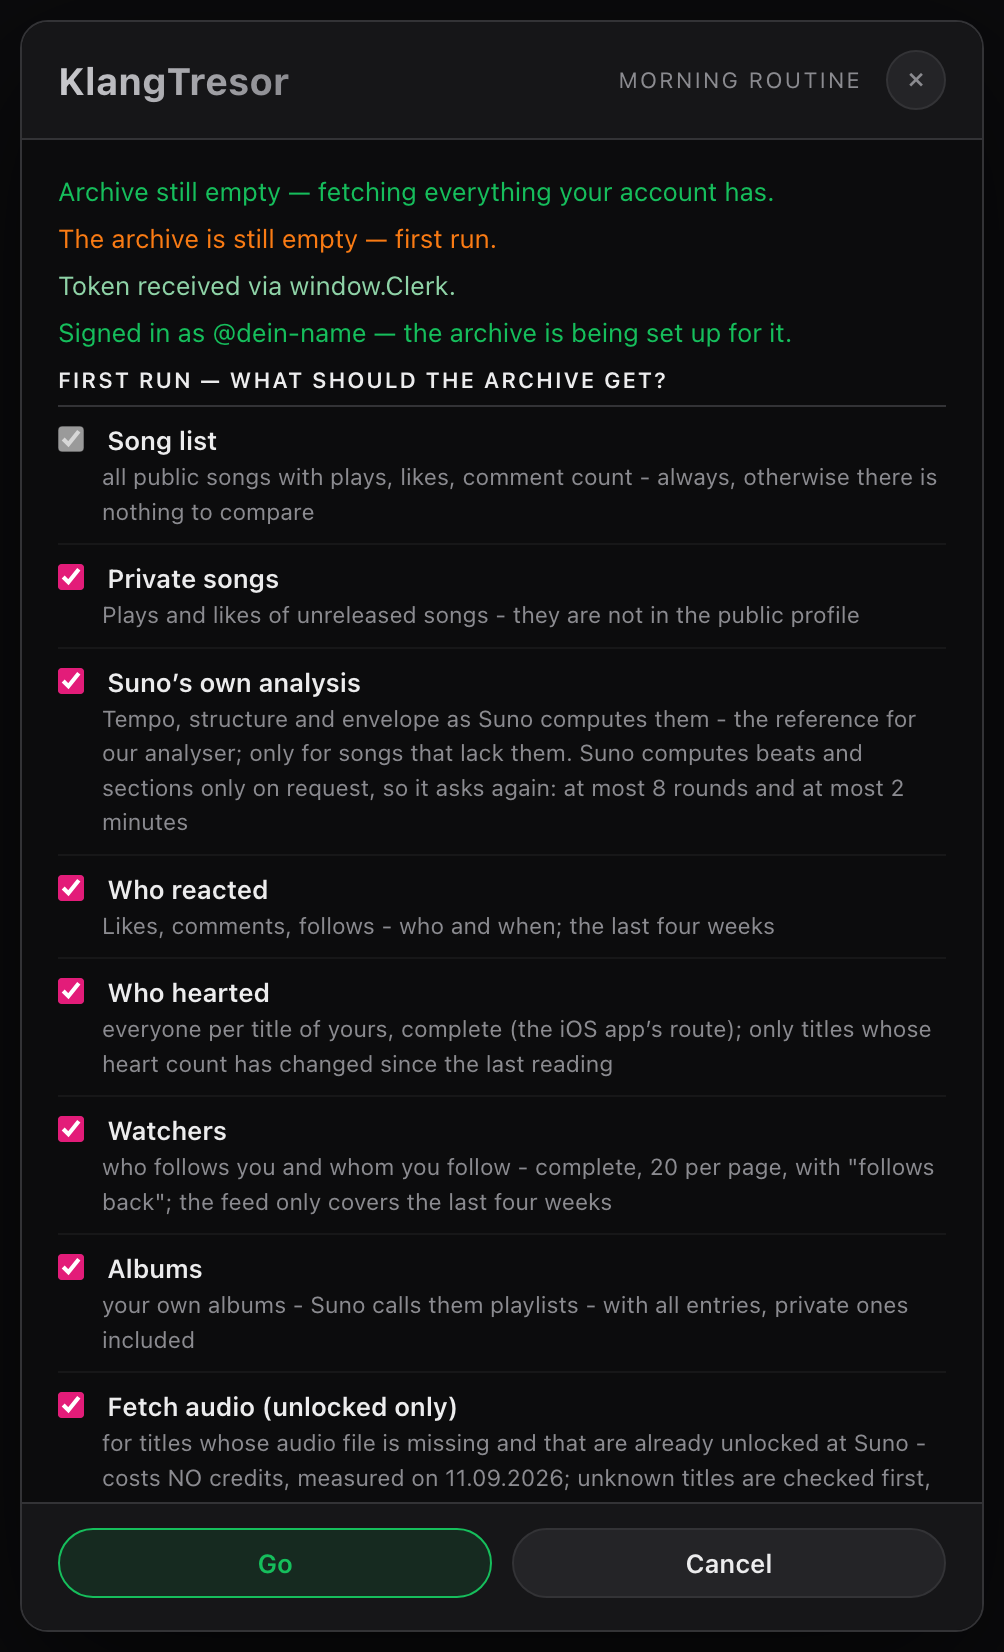 KlangTresor
MORNING ROUTINE
×
Archive still empty — fetching everything your account has.
The archive is still empty — first run.
Token received via window.Clerk.
Signed in as @dein-name — the archive is being set up for it.
FIRST RUN — WHAT SHOULD THE ARCHIVE GET?
Song list
all public songs with plays, likes, comment count - always, otherwise there is
nothing to compare
Private songs
Plays and likes of unreleased songs - they are not in the public profile
Suno’s own analysis
Tempo, structure and envelope as Suno computes them - the reference for
our analyser; only for songs that lack them. Suno computes beats and
sections only on request, so it asks again: at most 8 rounds and at most 2
minutes
Who reacted
Likes, comments, follows - who and when; the last four weeks
Who hearted
everyone per title of yours, complete (the iOS app’s route); only titles whose
heart count has changed since the last reading
Watchers
who follows you and whom you follow - complete, 20 per page, with "follows
back"; the feed only covers the last four weeks
Albums
your own albums - Suno calls them playlists - with all entries, private ones
included
Fetch audio (unlocked only)
for titles whose audio file is missing and that are already unlocked at Suno -
costs NO credits, measured on 11.09.2026; unknown titles are checked first,
Go
Cancel